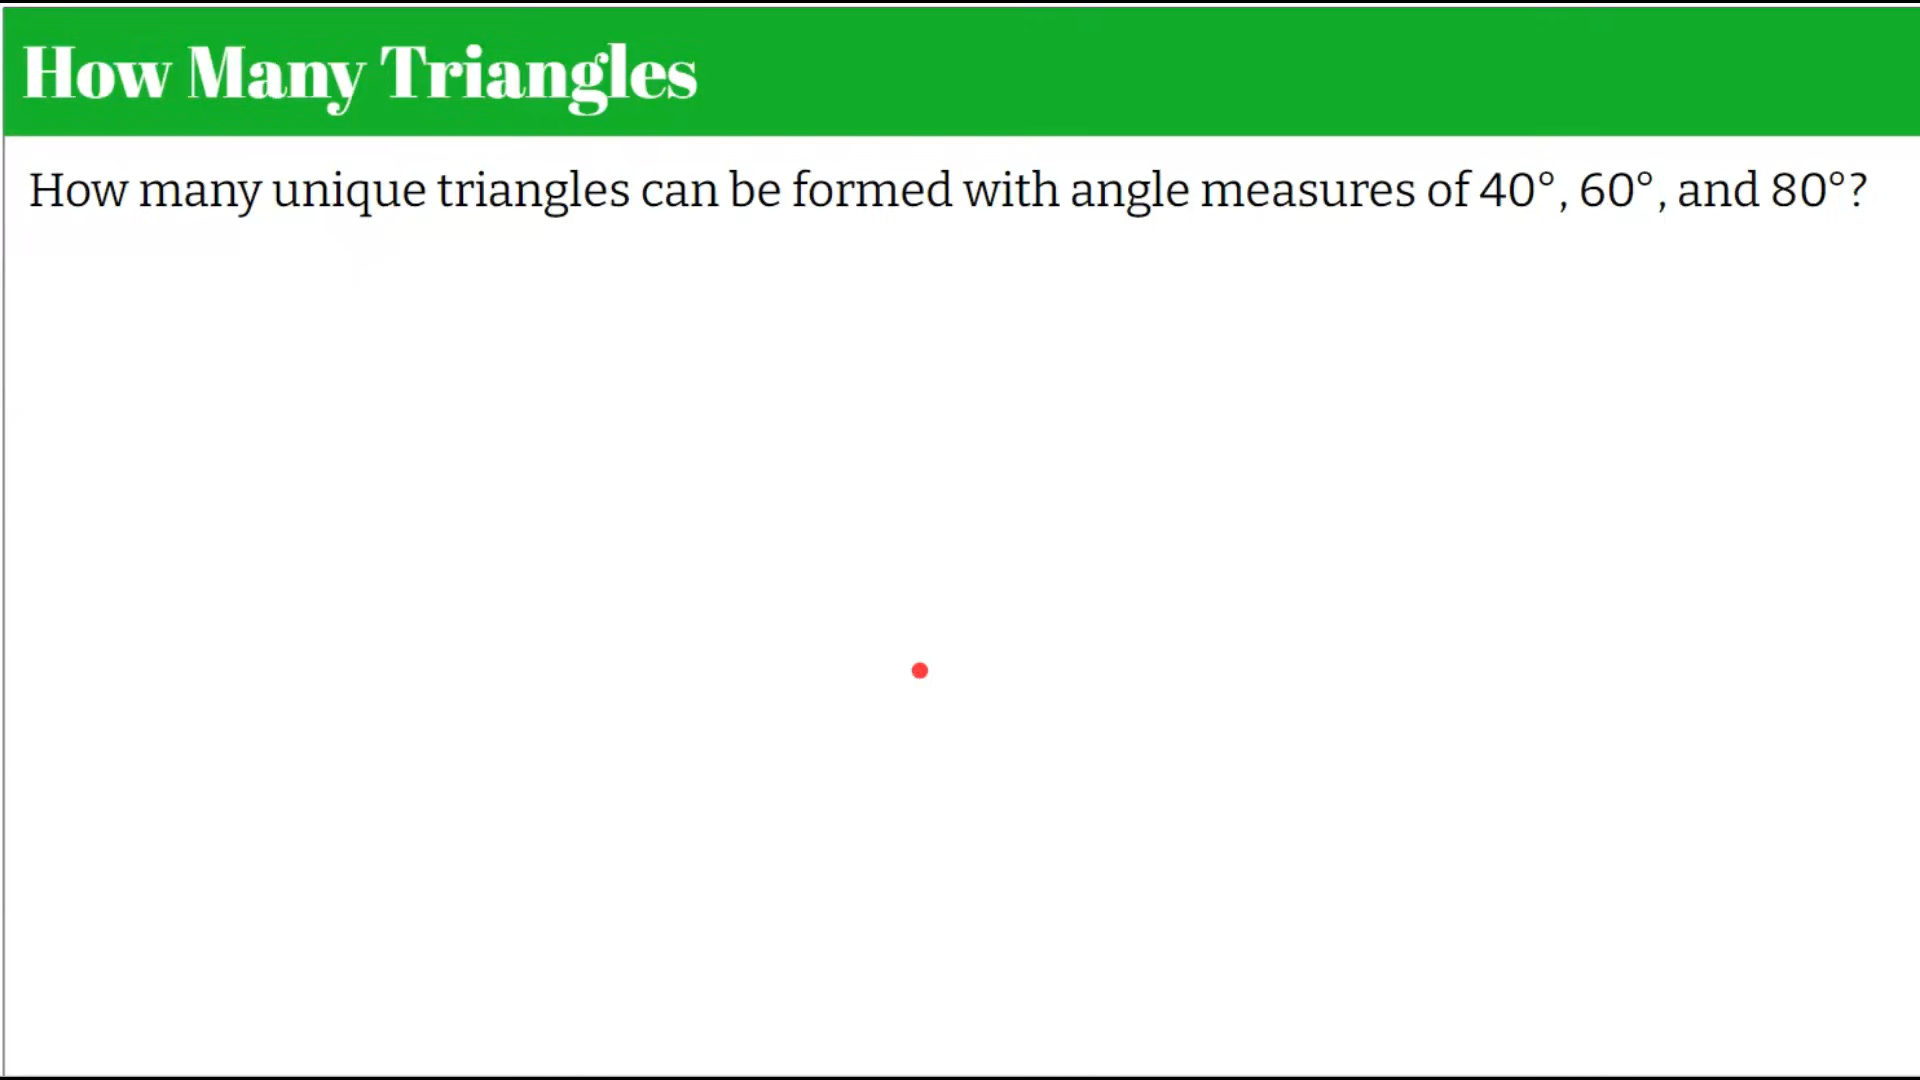 How Many Triangles
How many unique triangles can be formed with angle measures of 40°, 60°, and 80°?